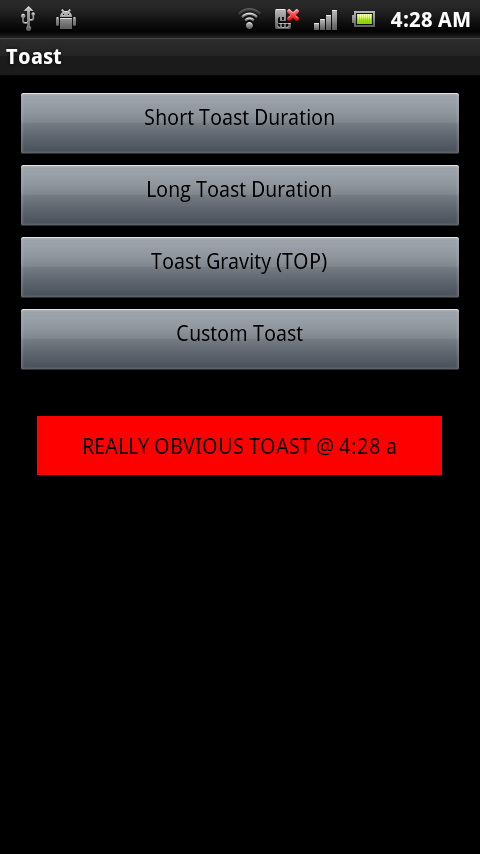 4:28 AM
Toast
Short Toast Duration
Long Toast Duration
Toast Gravity (TOP)
Custom Toast
REALLY OBVIOUS TOAST @ 4:28 a